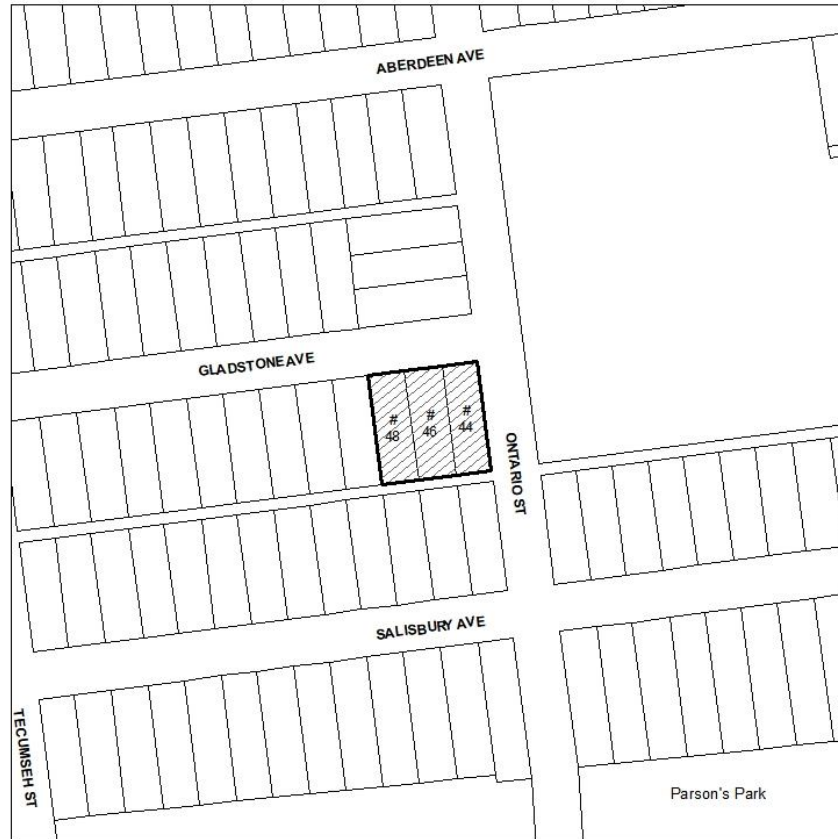 ABERDEEN AVE
GLADSTONE AVE
#
48
#
46
#
44
ONTARIO ST
SALISBURY AVE
TECUMSEH ST
Parson's Park